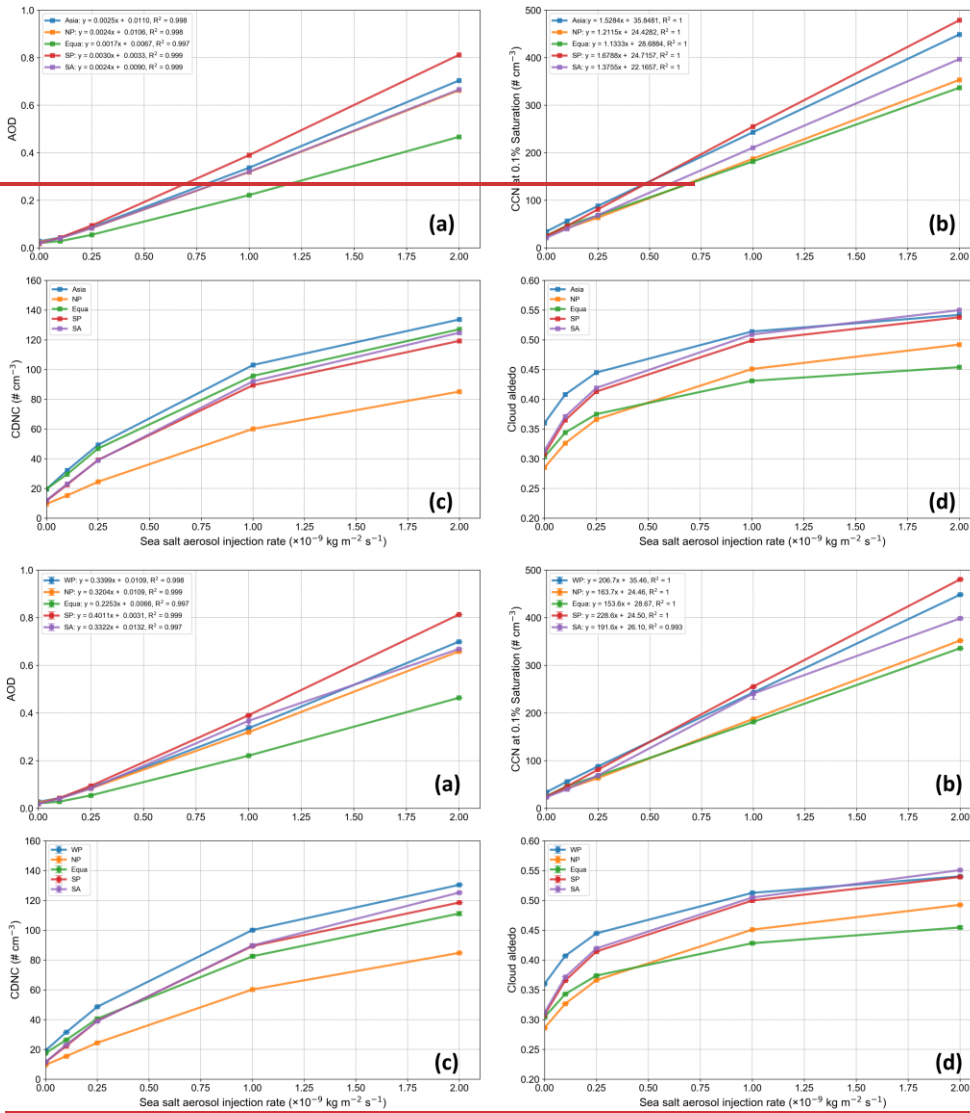 Asia: y = 0.0025x + 0.0110, R² = 0.998
NP: y = 0.0024x + 0.0106, R² = 0.998
Equa: y = 0.0017x + 0.0067, R² = 0.997
SP: y = 0.0030x + 0.0033, R² = 0.999
SA: y = 0.0024x + 0.0090, R² = 0.999
1.0
0.8
0.6
0.4
0.2
0.0
AOD
(a)
0.00 0.25 0.50 0.75 1.00 1.25 1.50 1.75 2.00
Asia: y = 1.5284x + 35.8481, R² = 1
NP: y = 1.2115x + 24.4282, R² = 1
Equa: y = 1.1333x + 28.6884, R² = 1
SP: y = 1.6788x + 24.7157, R² = 1
SA: y = 1.3755x + 22.1657, R² = 1
500
400
300
200
100
0
CCN at 0.1% Saturation (# cm⁻³)
(b)
0.00 0.25 0.50 0.75 1.00 1.25 1.50 1.75 2.00
Asia
NP
Equa
SP
SA
160
140
120
100
80
60
40
20
0
CDNC (# cm⁻³)
(c)
0.00 0.25 0.50 0.75 1.00 1.25 1.50 1.75 2.00
Sea salt aerosol injection rate (×10⁻⁹ kg m⁻² s⁻¹)
Asia
NP
Equa
SP
SA
0.60
0.55
0.50
0.45
0.40
0.35
0.30
0.25
0.20
Cloud aldedo
(d)
0.00 0.25 0.50 0.75 1.00 1.25 1.50 1.75 2.00
Sea salt aerosol injection rate (×10⁻⁹ kg m⁻² s⁻¹)
WP: y = 0.3399x + 0.0109, R² = 0.998
NP: y = 0.3204x + 0.0109, R² = 0.999
Equa: y = 0.2253x + 0.0066, R² = 0.997
SP: y = 0.4011x + 0.0031, R² = 0.999
SA: y = 0.3322x + 0.0132, R² = 0.997
1.0
0.8
0.6
0.4
0.2
0.0
AOD
(a)
0.00 0.25 0.50 0.75 1.00 1.25 1.50 1.75 2.00
WP: y = 206.7x + 35.46, R² = 1
NP: y = 163.7x + 24.46, R² = 1
Equa: y = 153.6x + 28.67, R² = 1
SP: y = 228.6x + 24.50, R² = 1
SA: y = 191.6x + 26.10, R² = 0.993
500
400
300
200
100
0
CCN at 0.1% Saturation (# cm⁻³)
(b)
0.00 0.25 0.50 0.75 1.00 1.25 1.50 1.75 2.00
WP
NP
Equa
SP
SA
160
140
120
100
80
60
40
20
0
CDNC (# cm⁻³)
(c)
0.00 0.25 0.50 0.75 1.00 1.25 1.50 1.75 2.00
Sea salt aerosol injection rate (×10⁻⁹ kg m⁻² s⁻¹)
WP
NP
Equa
SP
SA
0.60
0.55
0.50
0.45
0.40
0.35
0.30
0.25
0.20
Cloud aldedo
(d)
0.00 0.25 0.50 0.75 1.00 1.25 1.50 1.75 2.00
Sea salt aerosol injection rate (×10⁻⁹ kg m⁻² s⁻¹)